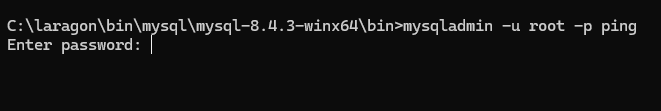 C:\laragon\bin\mysql\mysql-8.4.3-winx64\bin>mysqladmin -u root -p ping
Enter password: